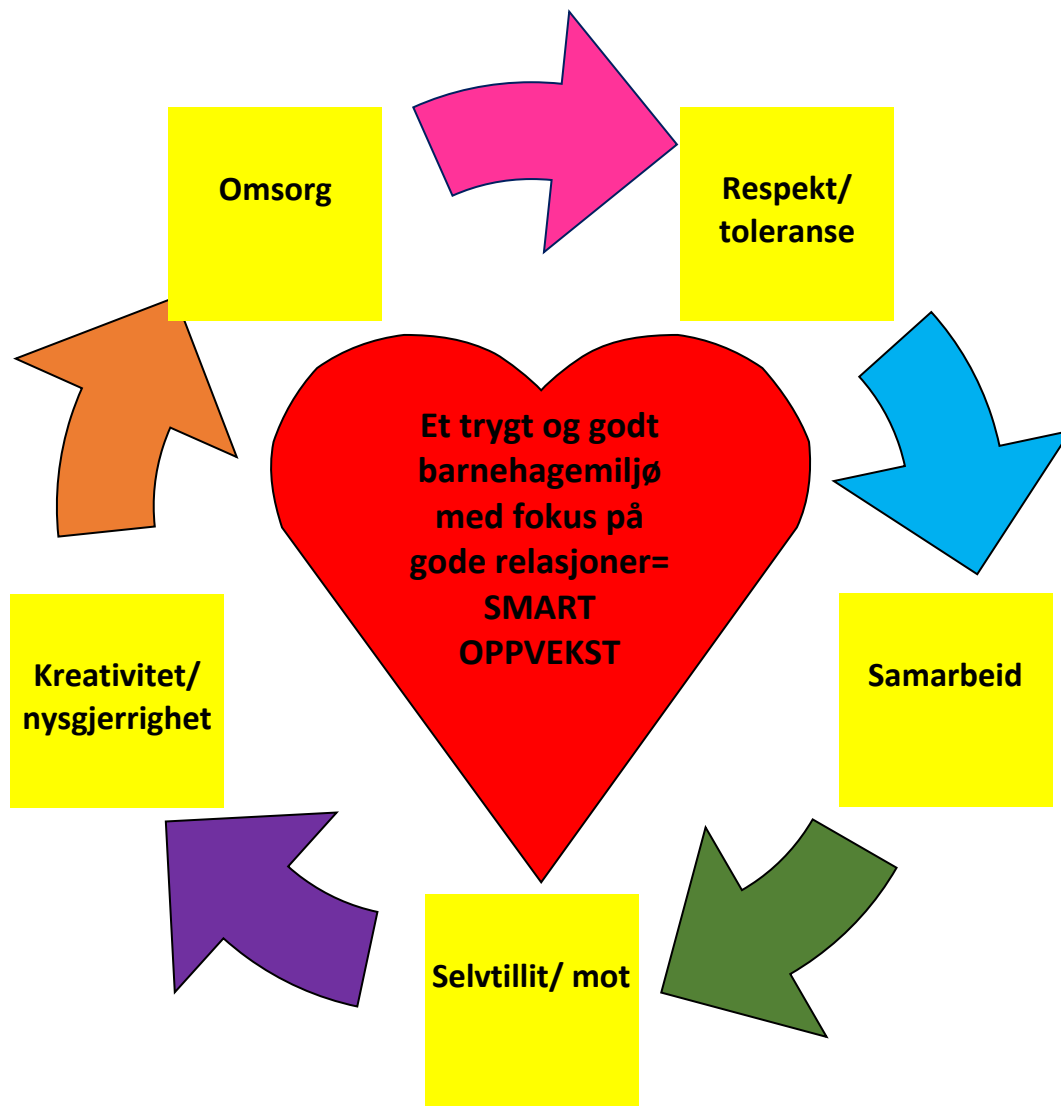 Omsorg
Respekt/
toleranse
Et trygt og godt
barnehagemiljø
med fokus på
gode relasjoner=
SMART
OPPVEKST
Kreativitet/
nysgjerrighet
Samarbeid
Selvtillit/ mot